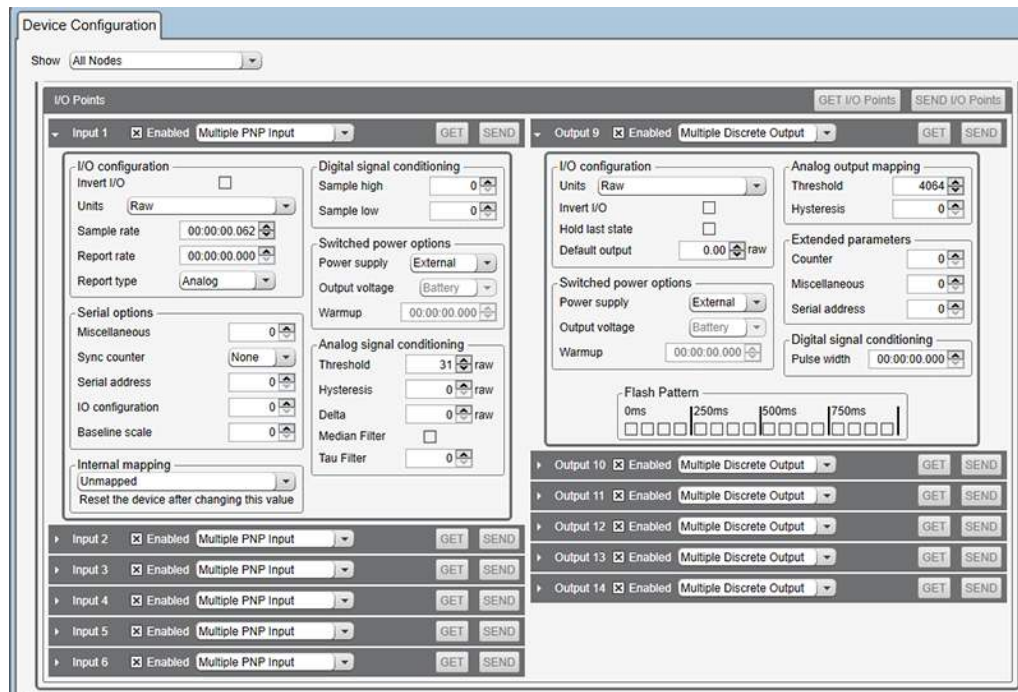 Device Configuration
Show All Nodes
I/O Points GET I/O Points SEND I/O Points
Input 1 Enabled Multiple PNP Input GET SEND
I/O configuration
Invert I/O
Units Raw
Sample rate 00:00:00.062
Report rate 00:00:00.000
Report type Analog
Serial options
Miscellaneous 0
Sync counter None
Serial address 0
IO configuration 0
Baseline scale 0
Internal mapping
Unmapped
Reset the device after changing this value
Digital signal conditioning
Sample high 0
Sample low 0
Switched power options
Power supply External
Output voltage Battery
Warmup 00:00:00.000
Analog signal conditioning
Threshold 31 raw
Hysteresis 0 raw
Delta 0 raw
Median Filter
Tau Filter 0
Input 2 Enabled Multiple PNP Input GET SEND
Input 3 Enabled Multiple PNP Input GET SEND
Input 4 Enabled Multiple PNP Input GET SEND
Input 5 Enabled Multiple PNP Input GET SEND
Input 6 Enabled Multiple PNP Input GET SEND
Output 9 Enabled Multiple Discrete Output GET SEND
I/O configuration
Units Raw
Invert I/O
Hold last state
Default output 0.00 raw
Switched power options
Power supply External
Output voltage Battery
Warmup 00:00:00.000
Analog output mapping
Threshold 4064
Hysteresis 0
Extended parameters
Counter 0
Miscellaneous 0
Serial address 0
Digital signal conditioning
Pulse width 00:00:00.000
Flash Pattern
0ms 250ms 500ms 750ms
Output 10 Enabled Multiple Discrete Output GET SEND
Output 11 Enabled Multiple Discrete Output GET SEND
Output 12 Enabled Multiple Discrete Output GET SEND
Output 13 Enabled Multiple Discrete Output GET SEND
Output 14 Enabled Multiple Discrete Output GET SEND